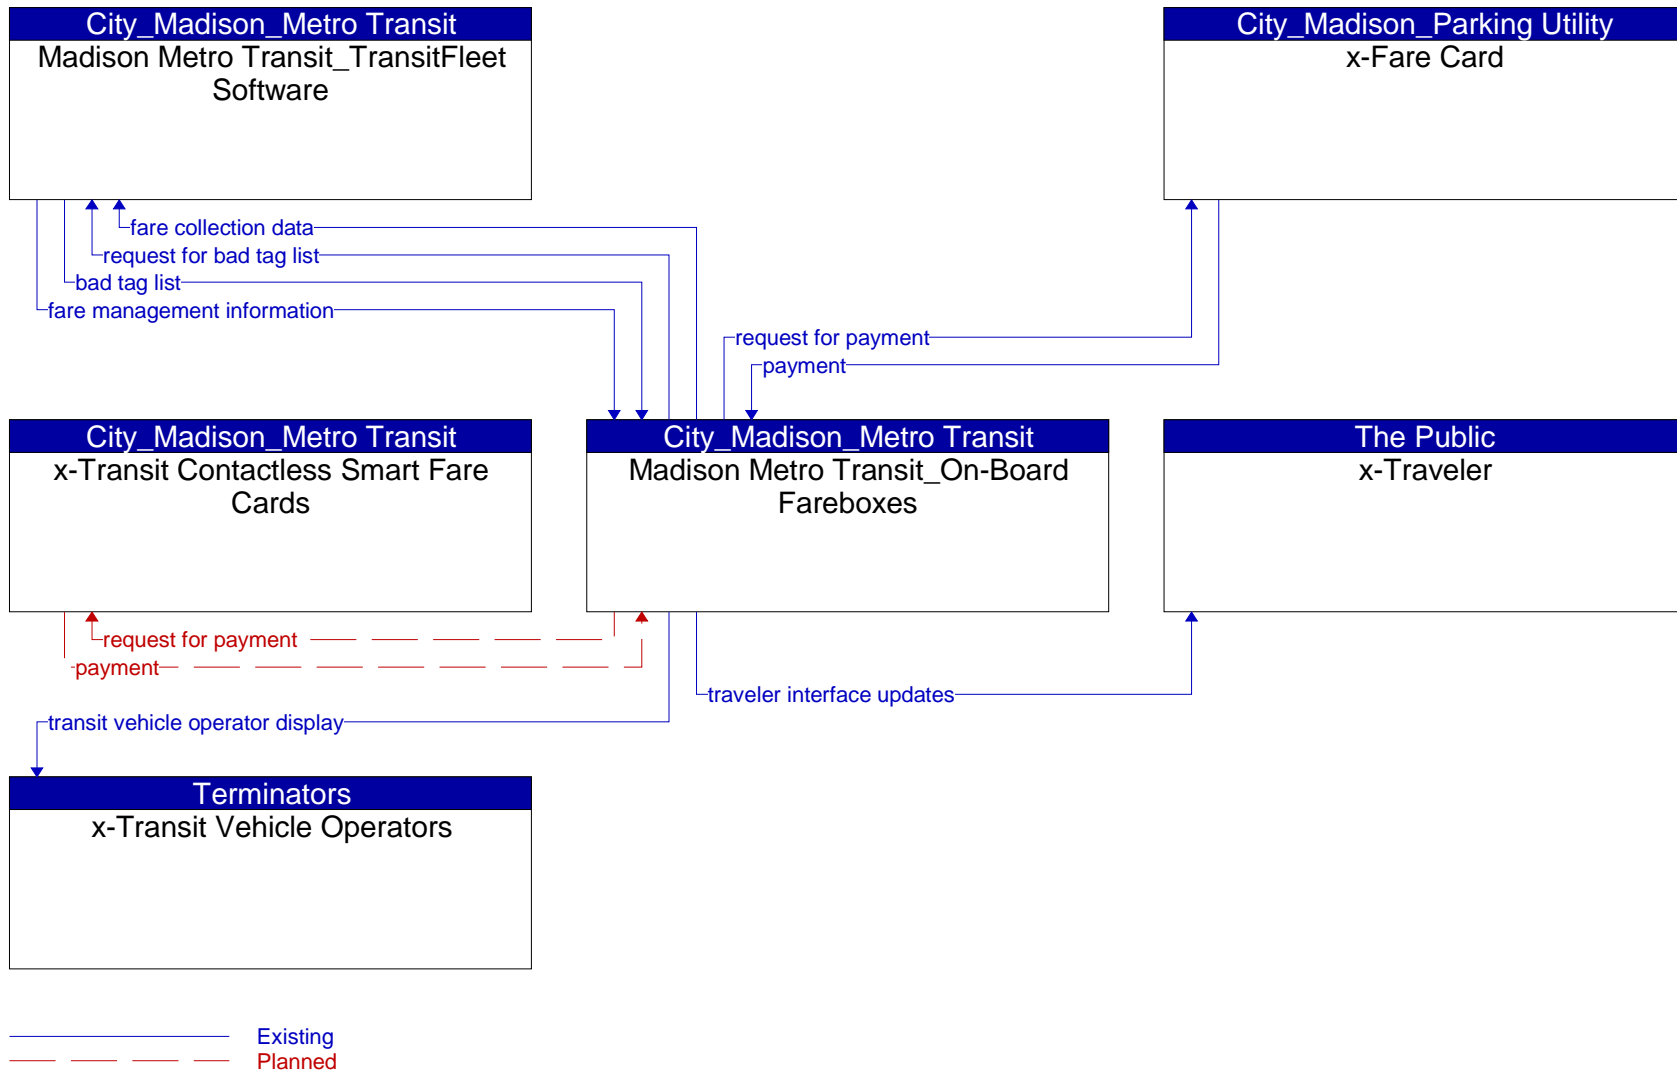 City_Madison_Metro Transit
Madison Metro Transit_TransitFleet
Software
City_Madison_Parking Utility
x-Fare Card
fare collection data
request for bad tag list
bad tag list
fare management information
request for payment
payment
City_Madison_Metro Transit
x-Transit Contactless Smart Fare
Cards
City_Madison_Metro Transit
Madison Metro Transit_On-Board
Fareboxes
The Public
x-Traveler
request for payment
payment
traveler interface updates
transit vehicle operator display
Terminators
x-Transit Vehicle Operators
Existing
Planned